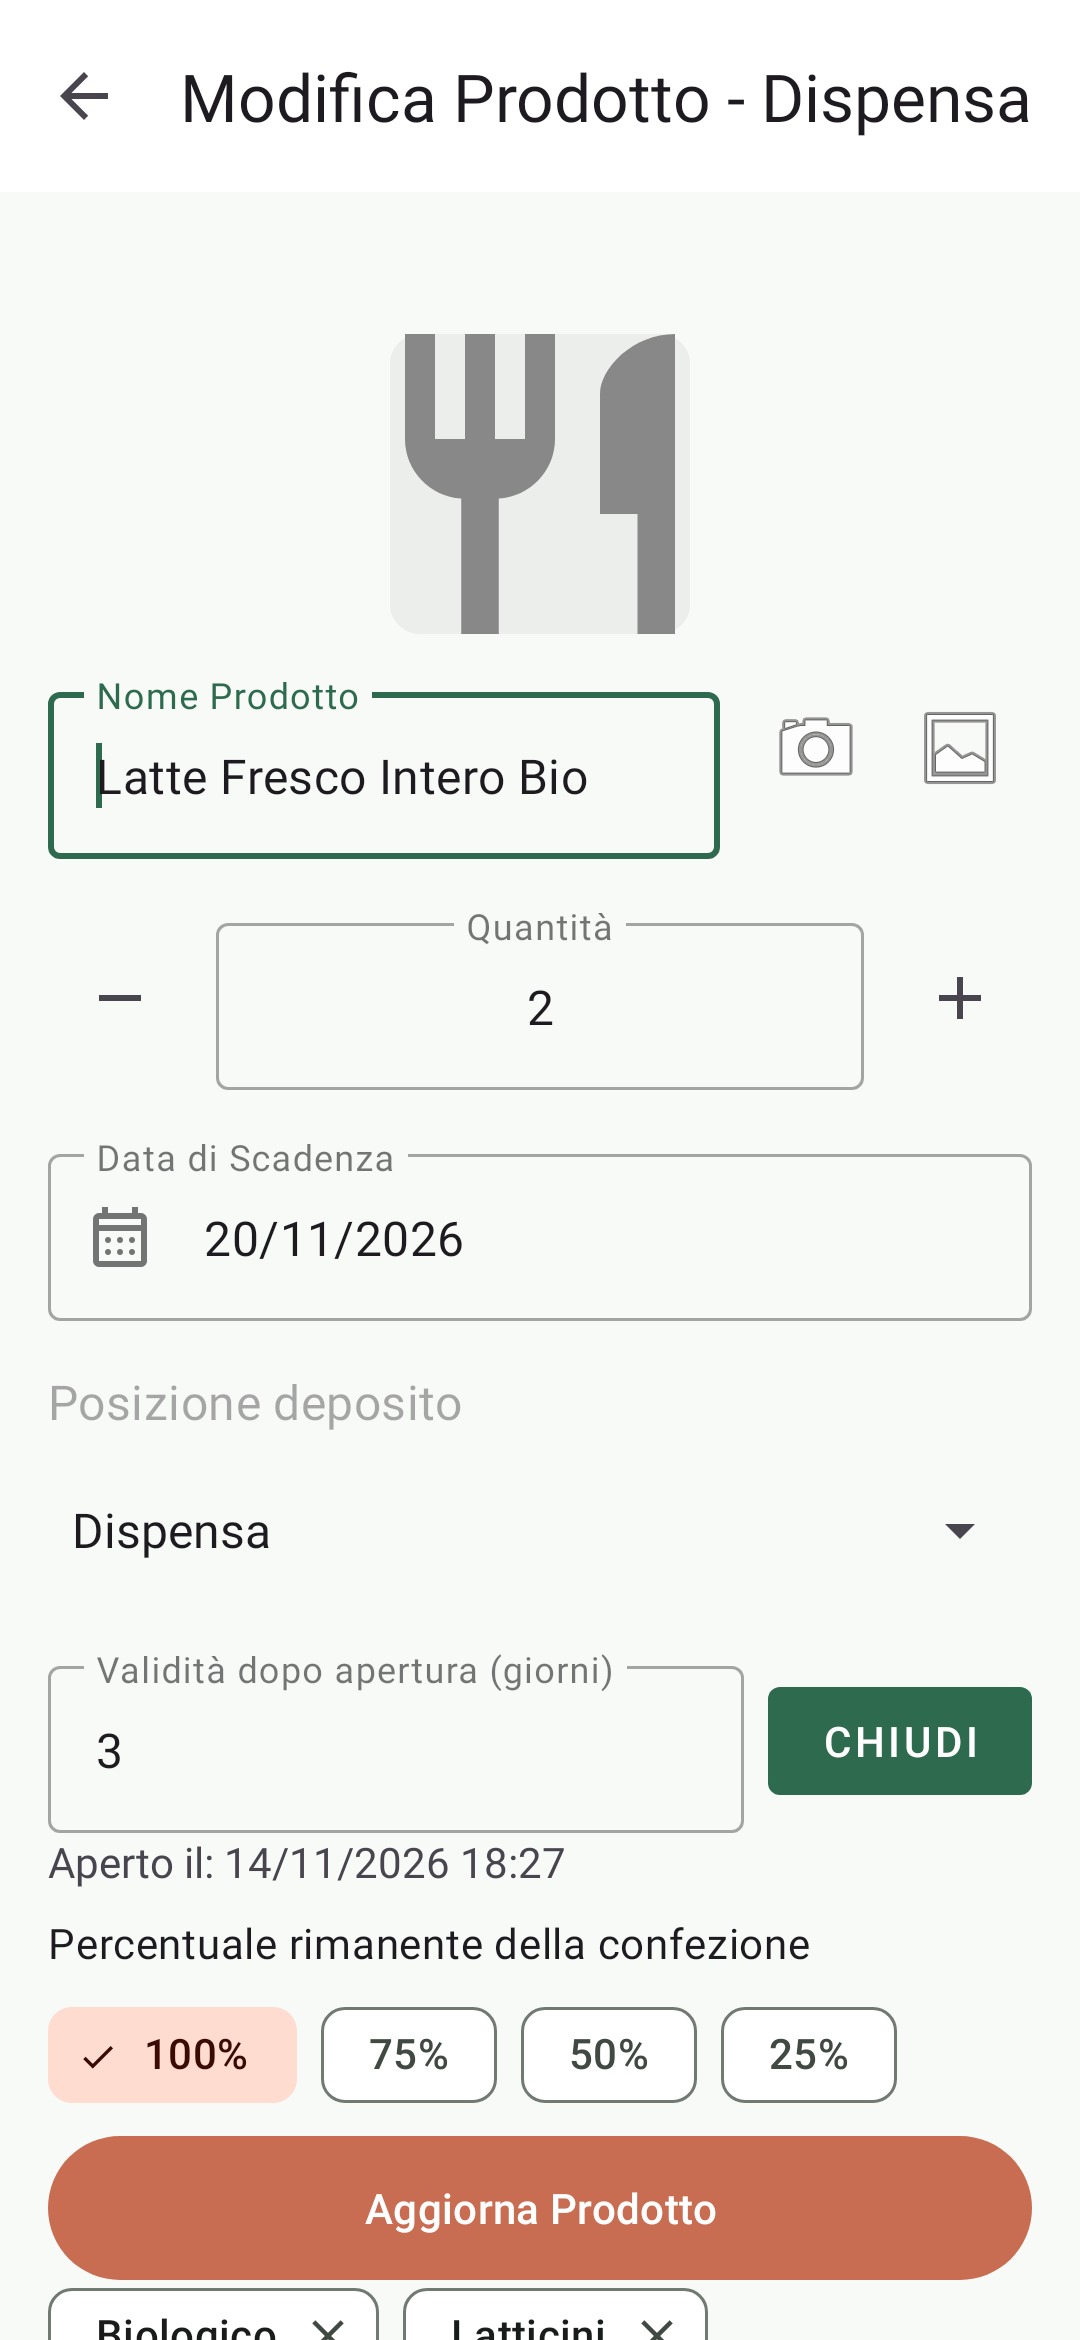 Modifica Prodotto - Dispensa
Nome Prodotto
Latte Fresco Intero Bio
Quantità
2
Data di Scadenza
20/11/2026
Posizione deposito
Dispensa
Validità dopo apertura (giorni)
3
CHIUDI
Aperto il: 14/11/2026 18:27
Percentuale rimanente della confezione
100% 75% 50% 25%
Aggiorna Prodotto
Biologico Latticini